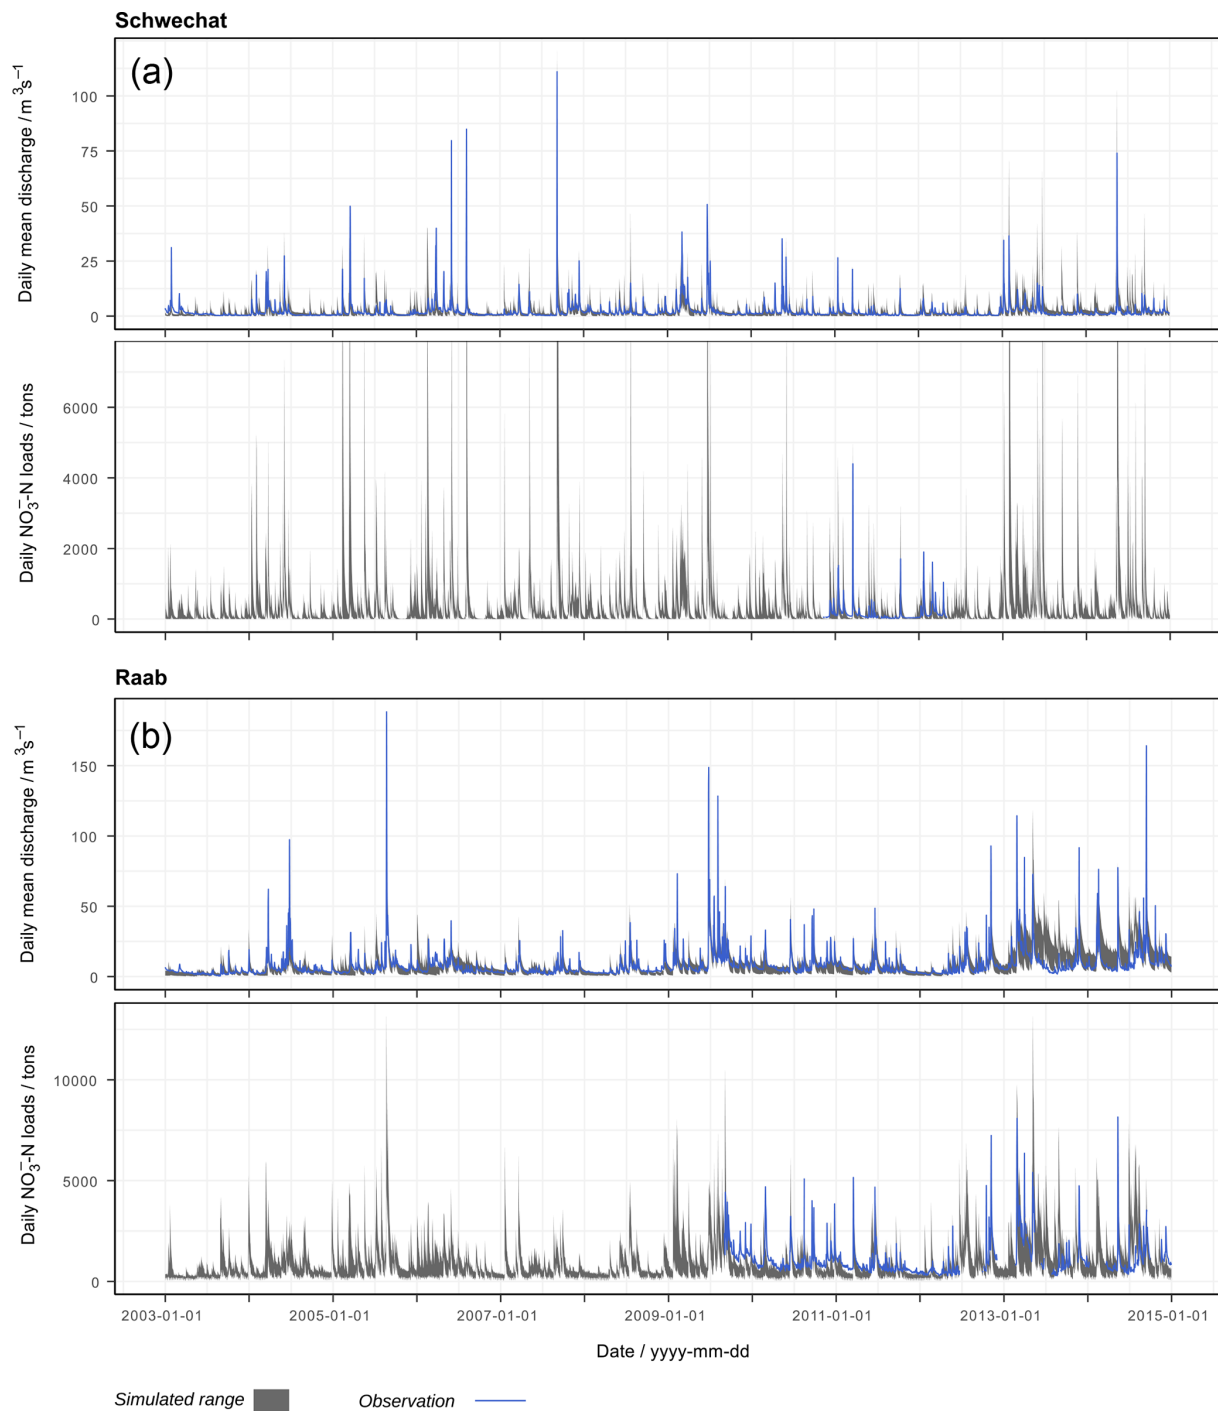 Schwechat
(a)
Daily mean discharge / m³s⁻¹
100
75
50
25
0
Daily NO₃⁻-N loads / tons
6000
4000
2000
0
Raab
(b)
Daily mean discharge / m³s⁻¹
150
100
50
0
Daily NO₃⁻-N loads / tons
10000
5000
0
2003-01-01 2005-01-01 2007-01-01 2009-01-01 2011-01-01 2013-01-01 2015-01-01
Date / yyyy-mm-dd
Simulated range Observation